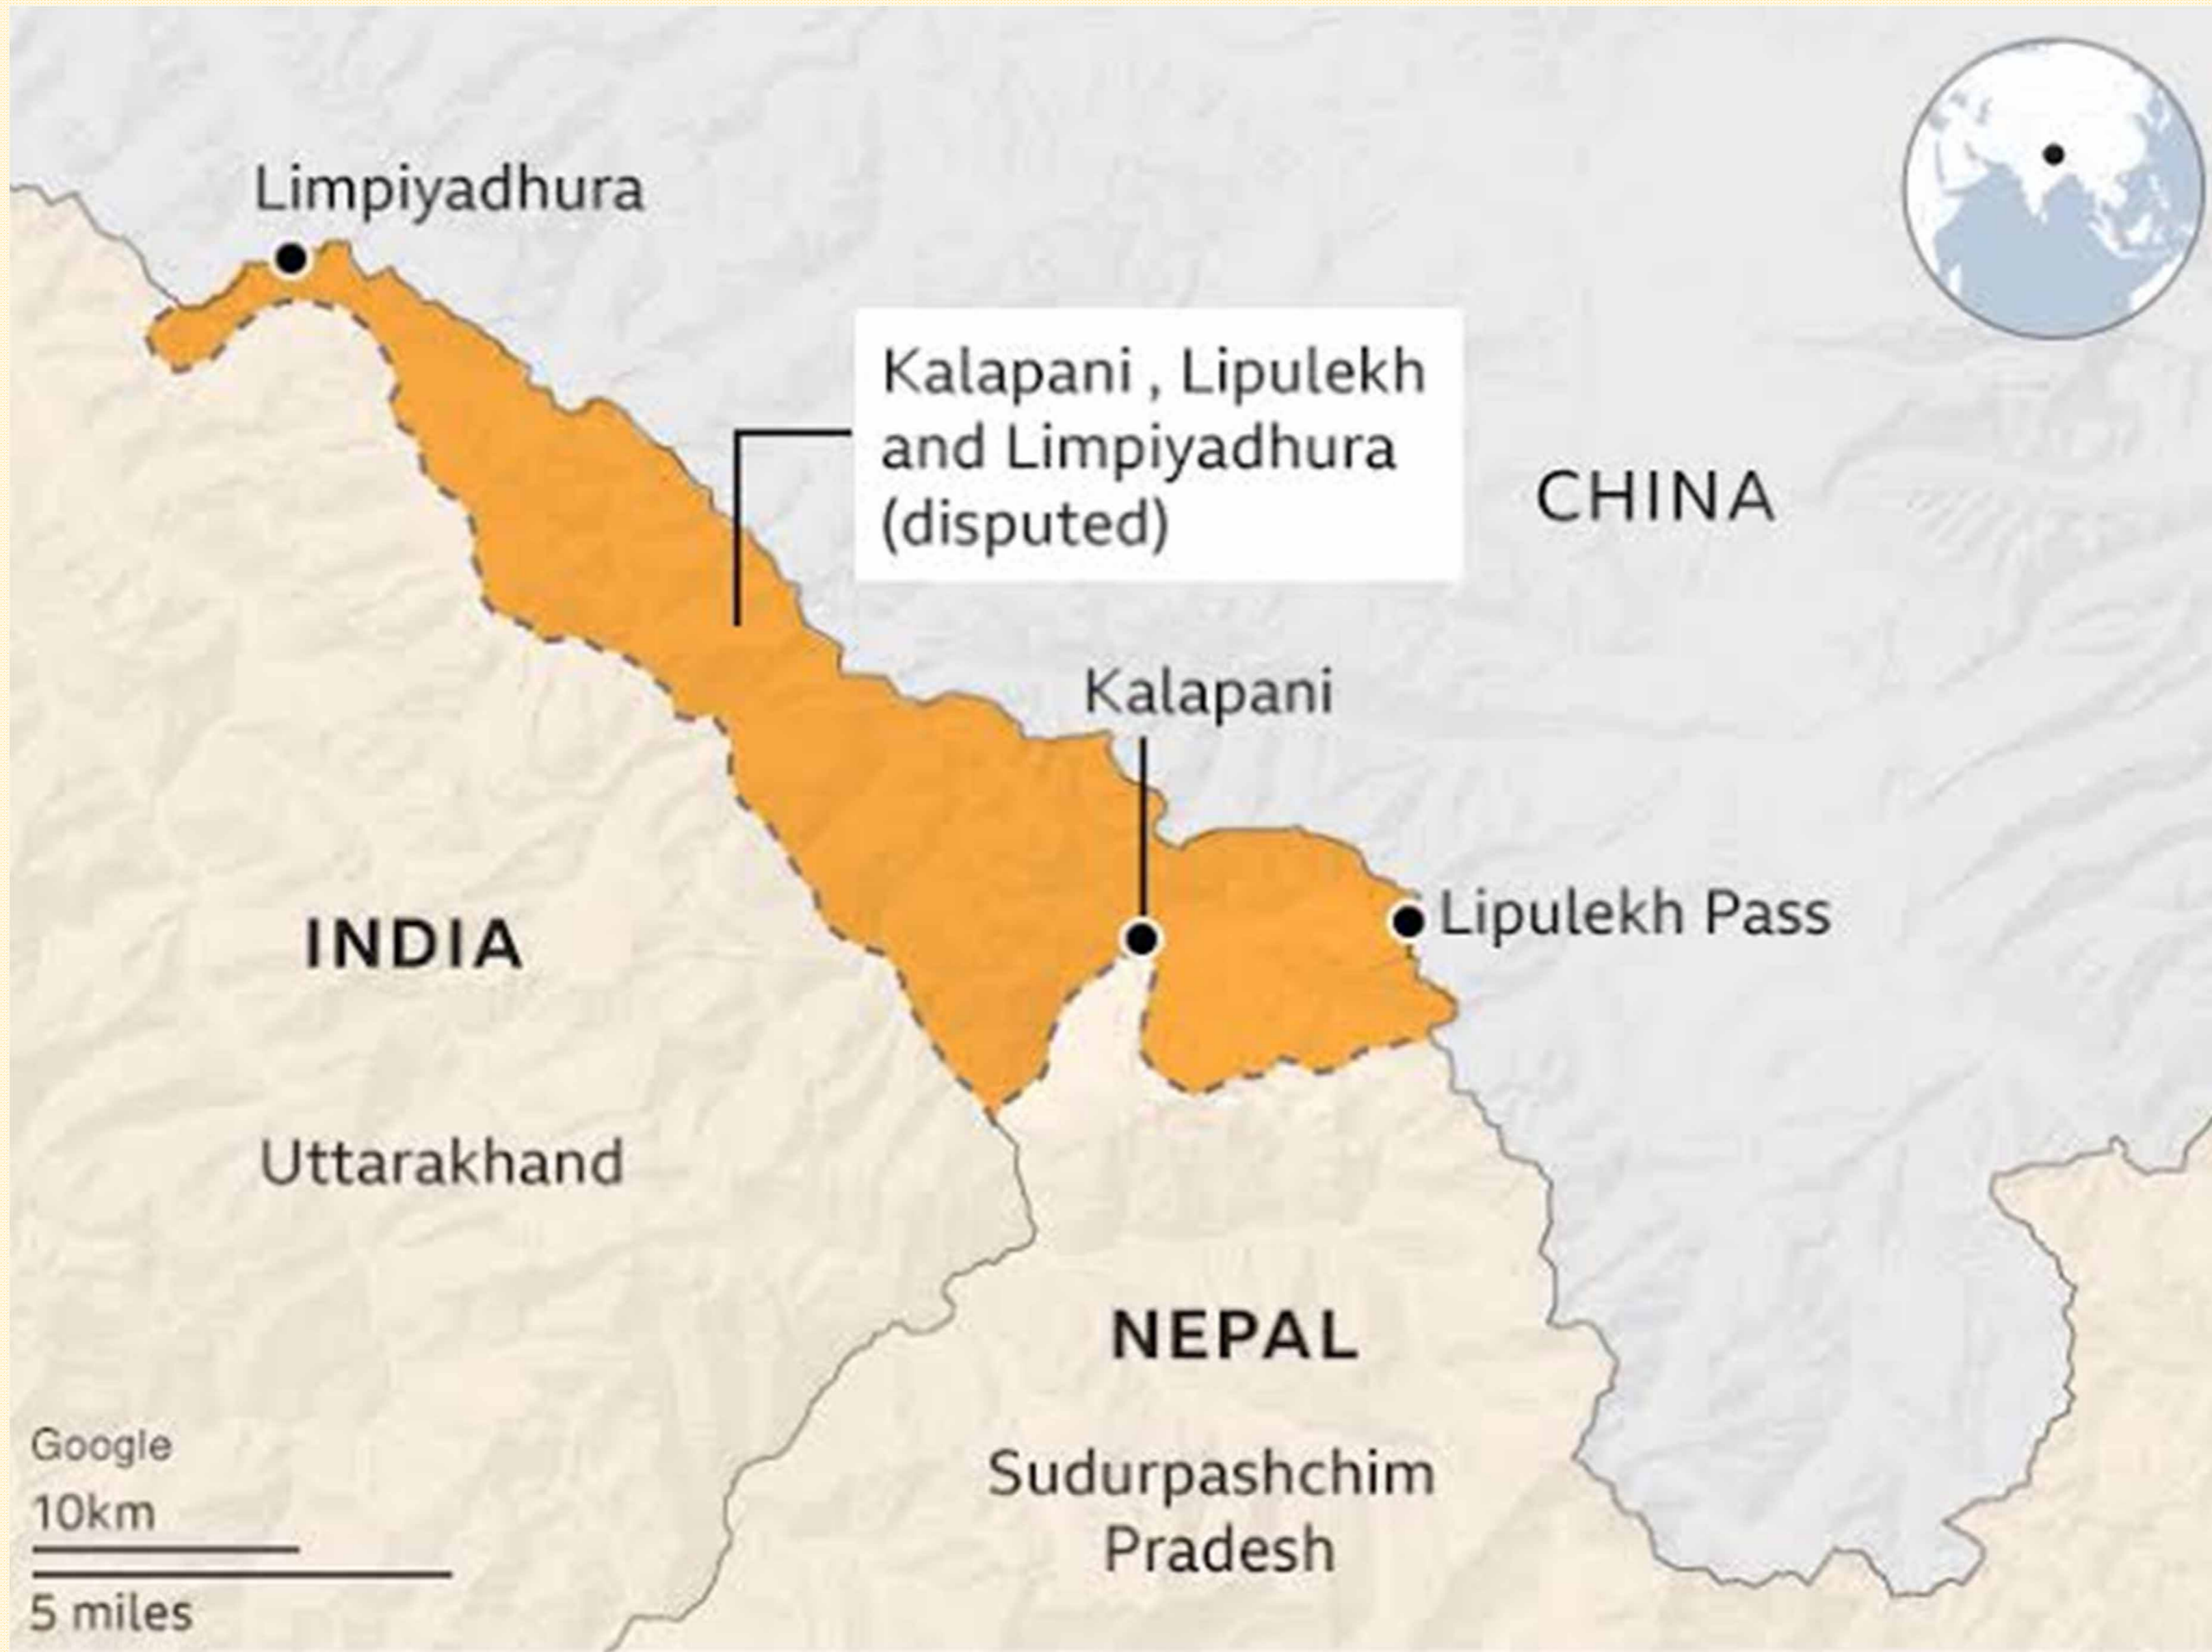 Limpiyadhura
Kalapani , Lipulekh
and Limpiyadhura
(disputed)
CHINA
Kalapani
Lipulekh Pass
INDIA
Uttarakhand
NEPAL
Sudurpashchim
Pradesh
Google
10km
5 miles